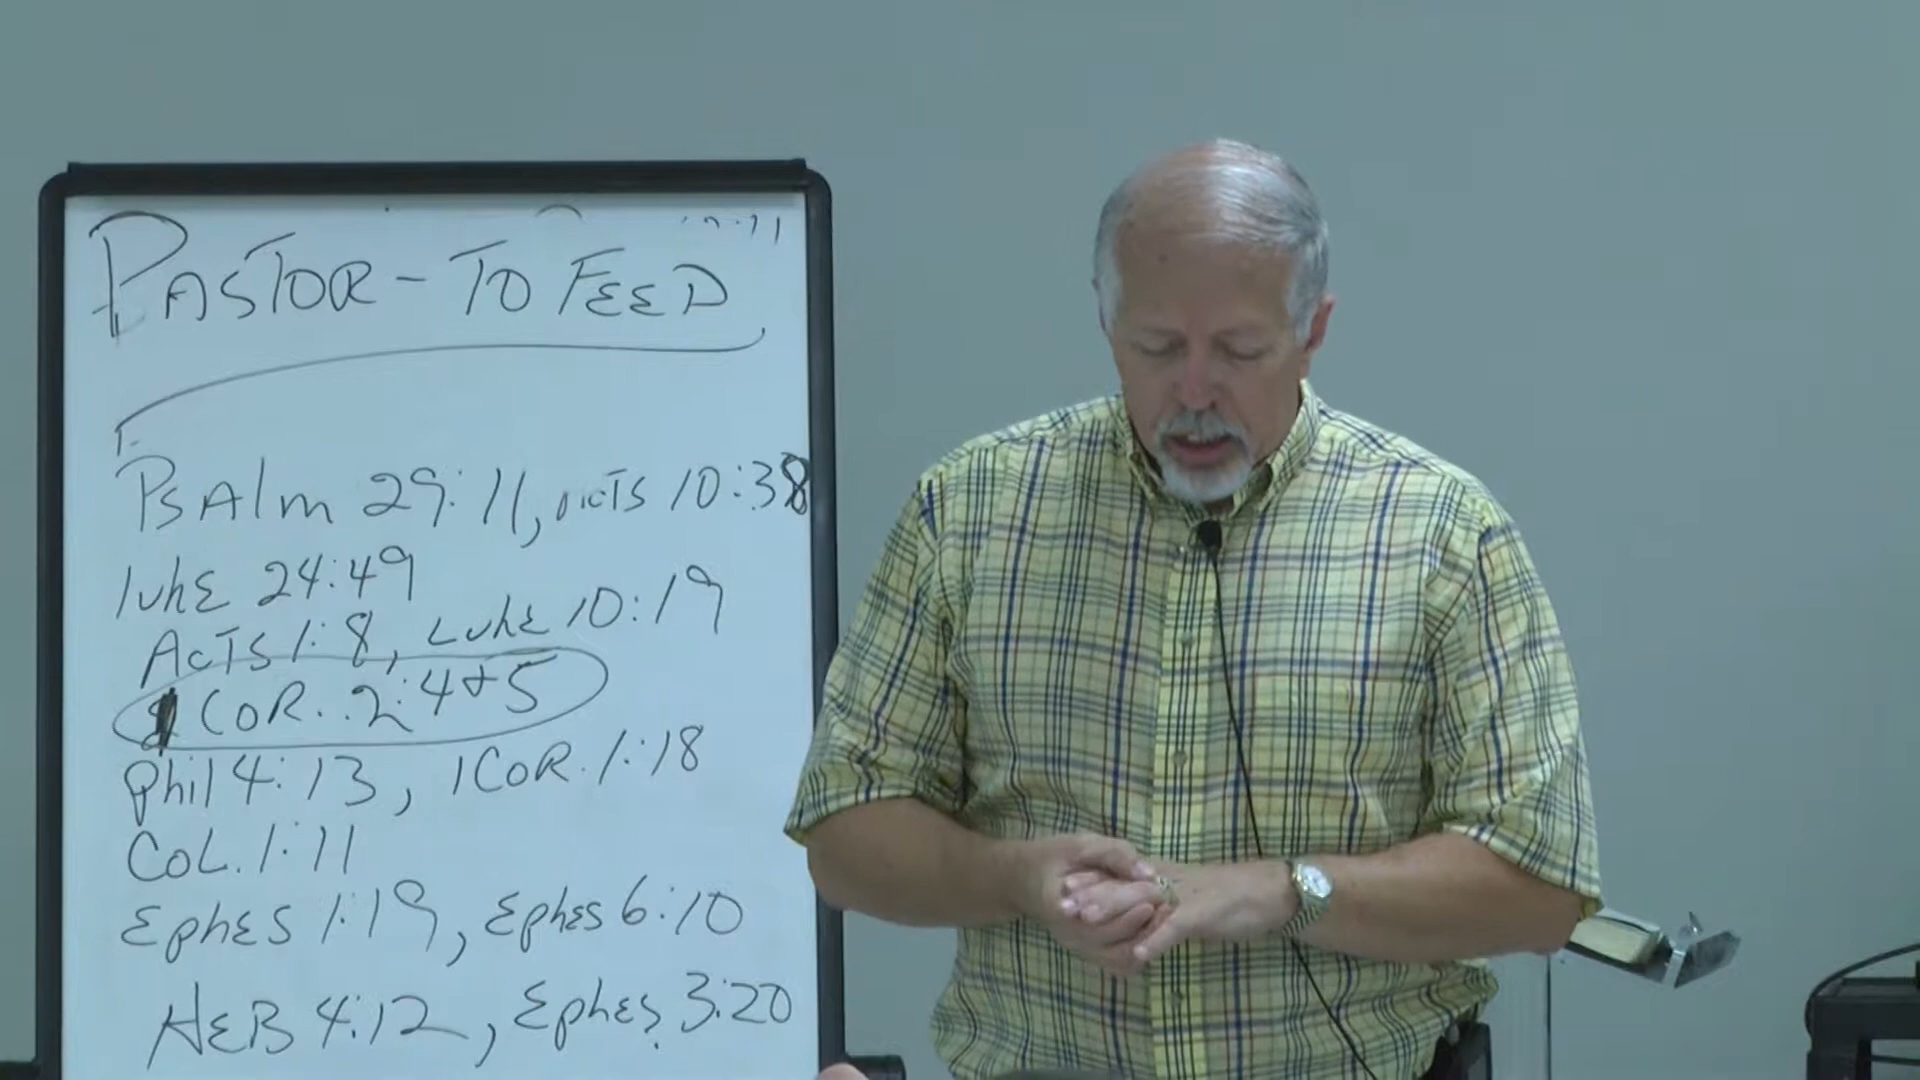 PASTOR - TO FEED
PSAlm 29:11, Acts 10:38
luke 24:49
Acts 1:8, Luke 10:19
1 COR. 2:4+5
phil 4:13, 1 COR. 1:18
COL. 1:11
Ephes 1:19, Ephes 6:10
HEB 4:12, Ephes. 3:20